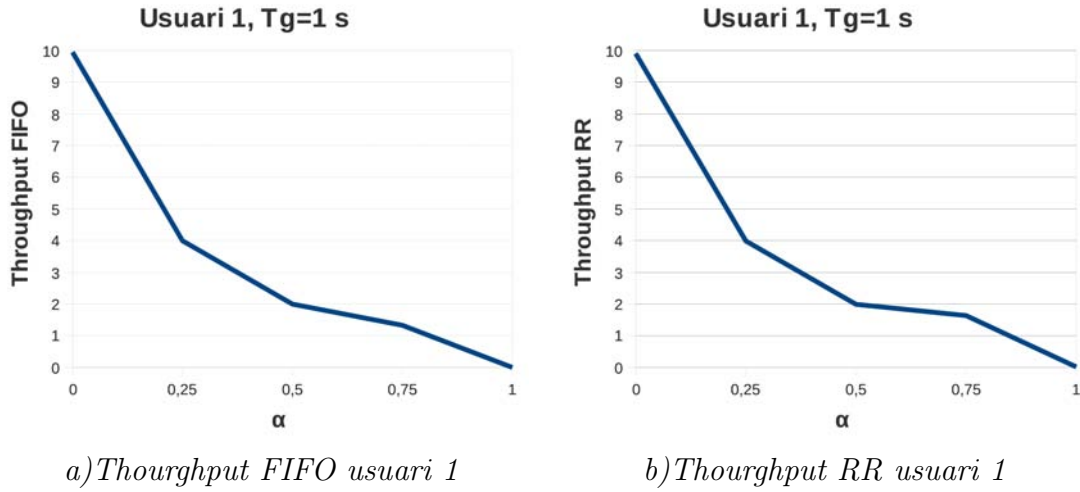 Usuari 1, Tg=1 s
Throughput FIFO
10
9
8
7
6
5
4
3
2
1
0
0 0,25 0,5 0,75 1
α
a)Thourghput FIFO usuari 1
Usuari 1, Tg=1 s
Throughput RR
10
9
8
7
6
5
4
3
2
1
0
0 0,25 0,5 0,75 1
α
b)Thourghput RR usuari 1